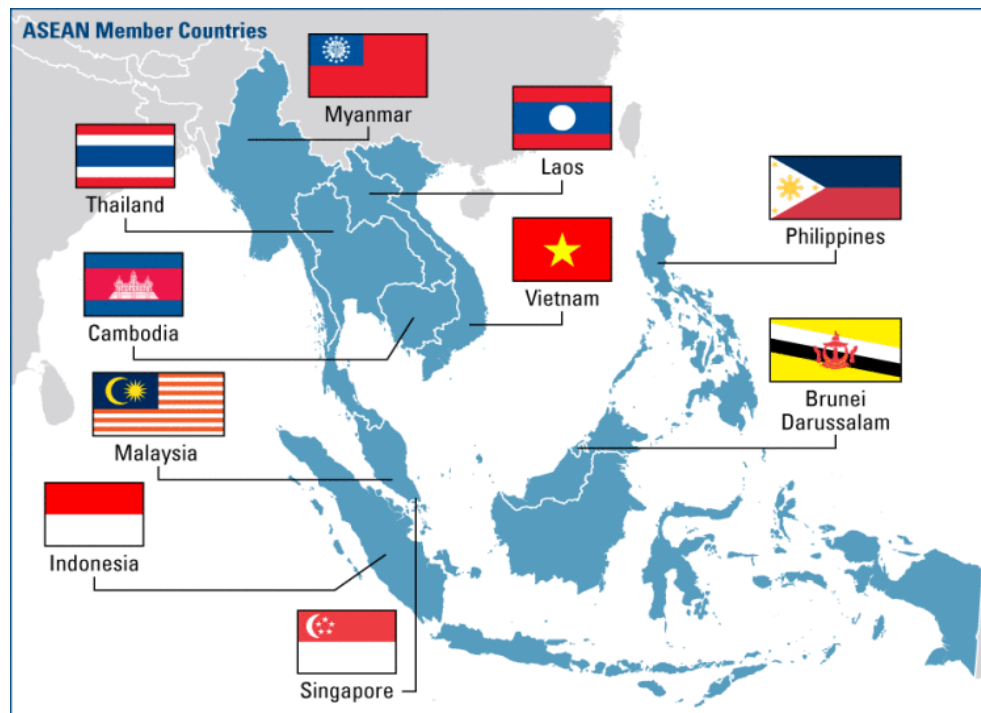 ASEAN Member Countries
Myanmar
Laos
Thailand
Philippines
Vietnam
Cambodia
Brunei
Darussalam
Malaysia
Indonesia
Singapore